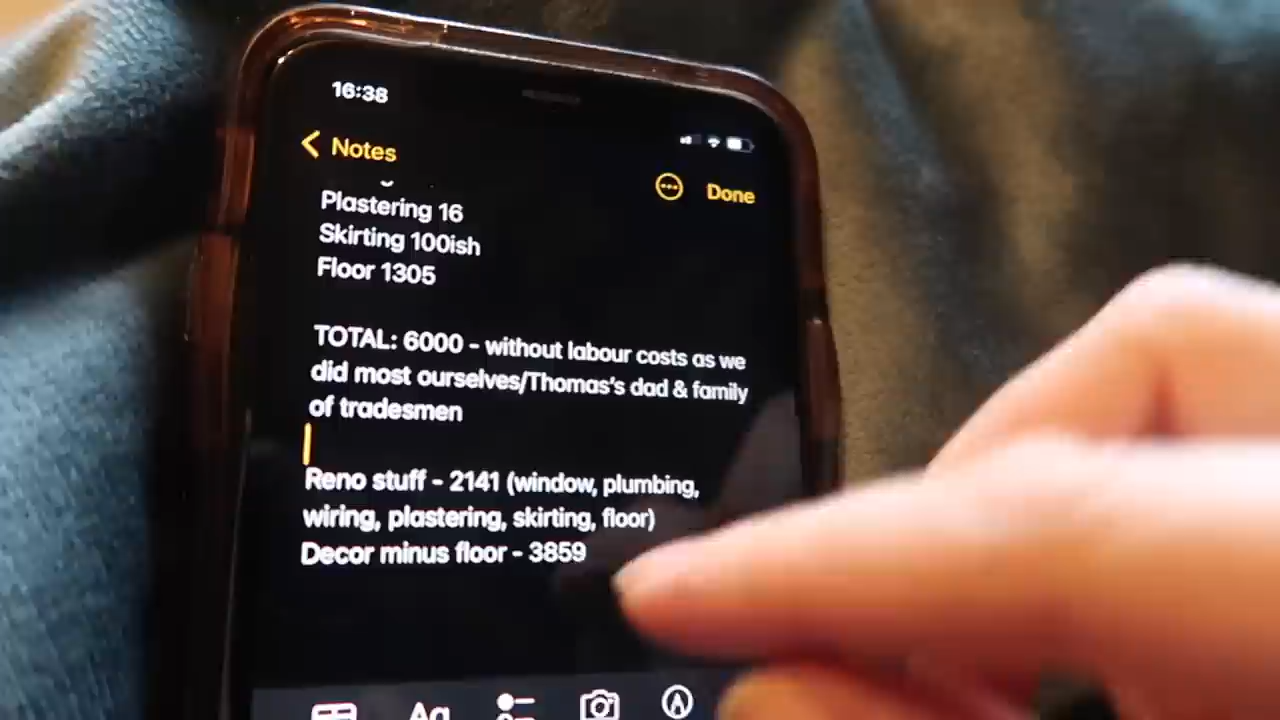 16:38
Notes
Done
Plastering 16
Skirting 100ish
Floor 1305
TOTAL: 6000 - without labour costs as we
did most ourselves/Thomas's dad & family
of tradesmen
Reno stuff - 2141 (window, plumbing,
wiring, plastering, skirting, floor)
Decor minus floor - 3859
Aa